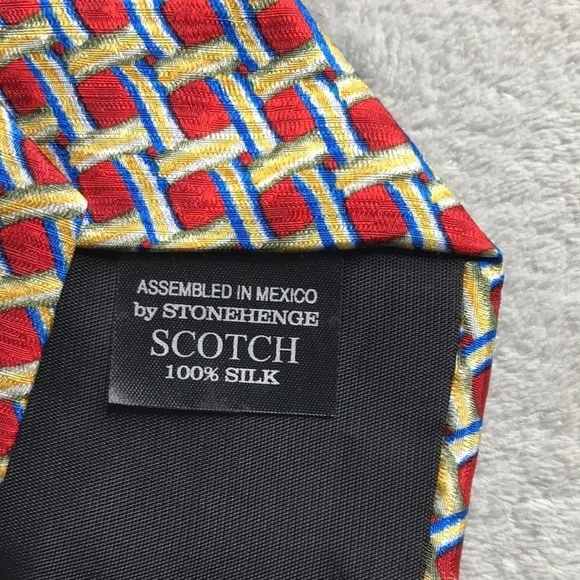 ASSEMBLED IN MEXICO
by STONEHENGE
SCOTCH
100% SILK